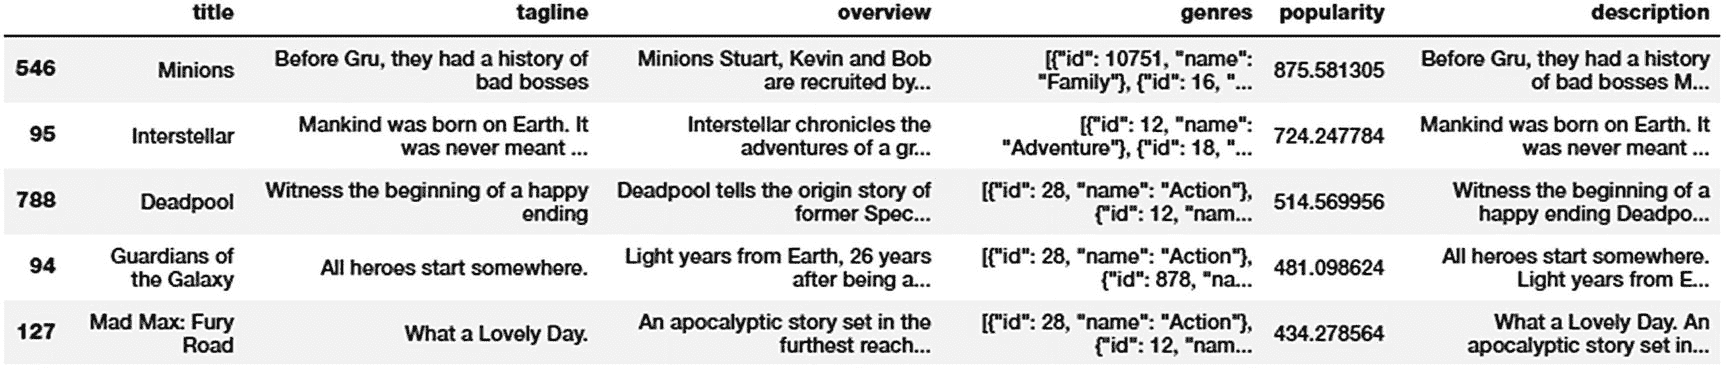 title tagline overview genres popularity description
546 Minions Before Gru, they had a history of bad bosses Minions Stuart, Kevin and Bob are recruited by... [{"id": 10751, "name": "Family"}, {"id": 16, "... 875.581305 Before Gru, they had a history of bad bosses M...
95 Interstellar Mankind was born on Earth. It was never meant ... Interstellar chronicles the adventures of a gr... [{"id": 12, "name": "Adventure"}, {"id": 18, "... 724.247784 Mankind was born on Earth. It was never meant ...
788 Deadpool Witness the beginning of a happy ending Deadpool tells the origin story of former Spec... [{"id": 28, "name": "Action"}, {"id": 12, "nam... 514.569956 Witness the beginning of a happy ending Deadpo...
94 Guardians of the Galaxy All heroes start somewhere. Light years from Earth, 26 years after being a... [{"id": 28, "name": "Action"}, {"id": 878, "na... 481.098624 All heroes start somewhere. Light years from E...
127 Mad Max: Fury Road What a Lovely Day. An apocalyptic story set in the furthest reach... [{"id": 28, "name": "Action"}, {"id": 12, "nam... 434.278564 What a Lovely Day. An apocalyptic story set in...